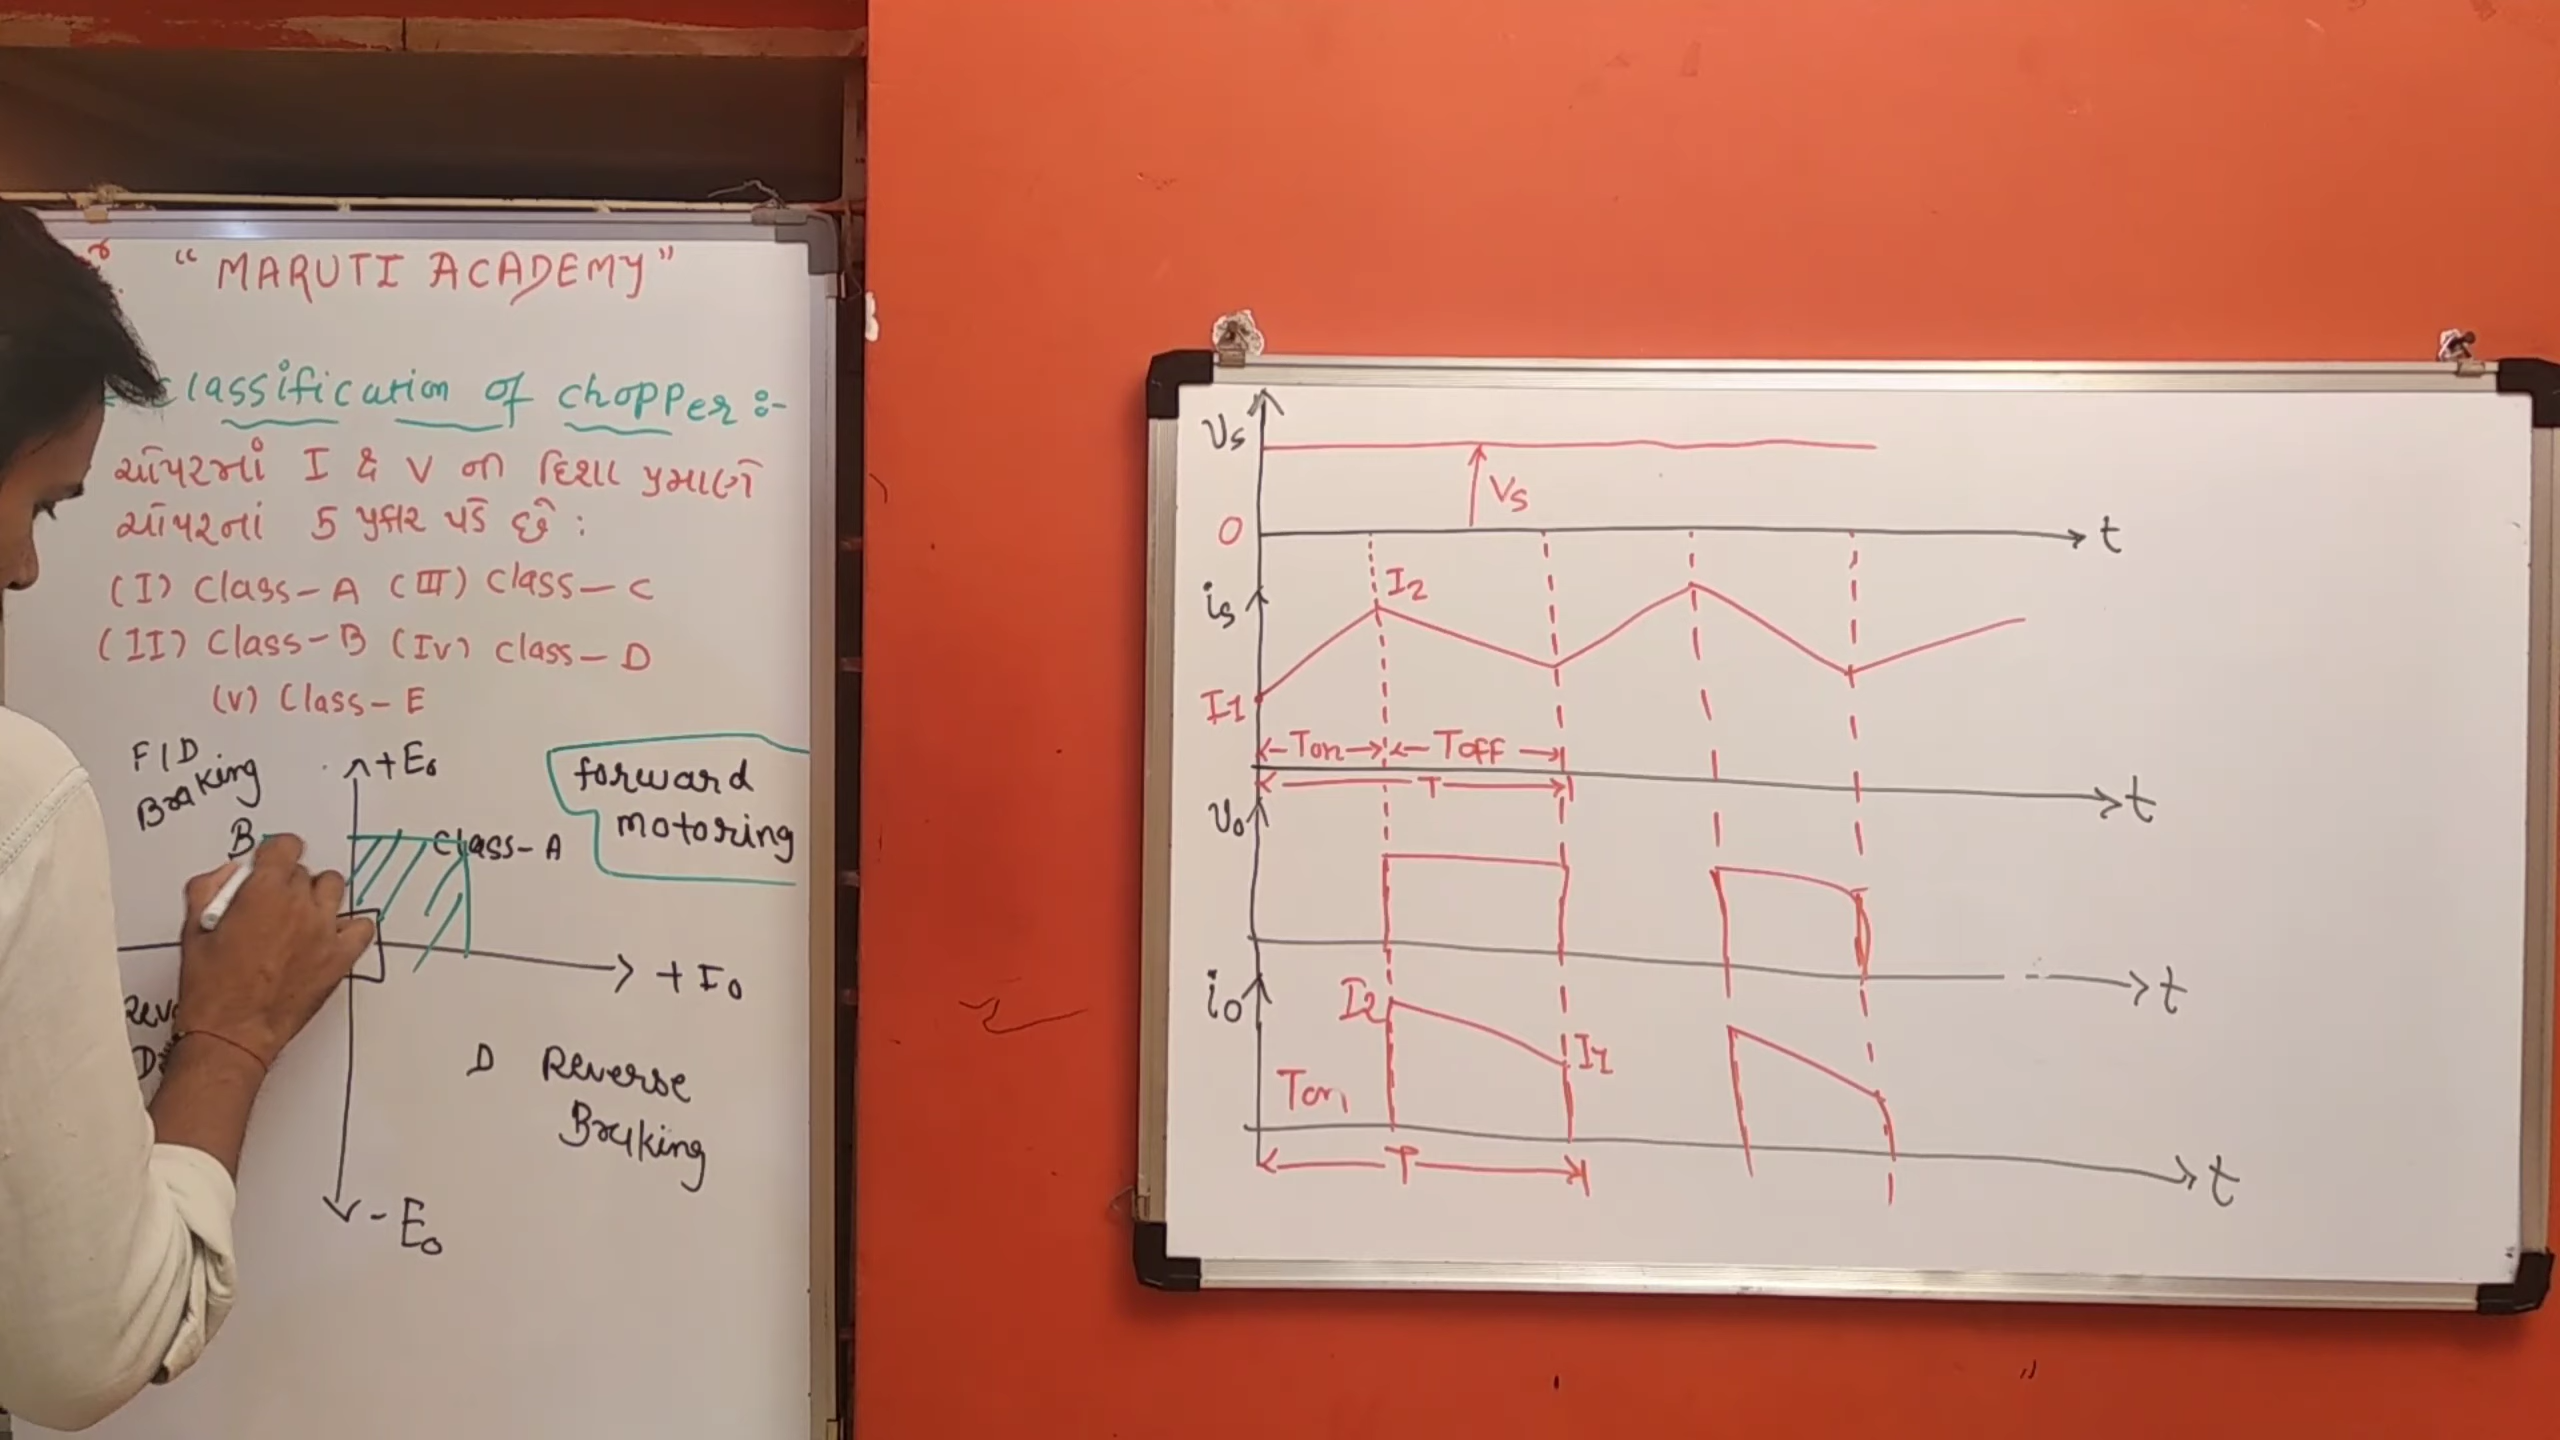 “MARUTI ACADEMY”
classification of chopper :-
ચોંપરમાં I & V ની દિશા પ્રમાણે
ચોંપરનાં 5 પ્રકાર પડે છે :
(I) Class-A (III) Class-C
(II) Class-B (IV) Class-D
(V) Class-E
F/D
Braking
B
+E₀
Class-A
forward
motoring
+ I₀
D Reverse
Braking
- E₀
Vs
Vs
0
t
is
I2
I1
Ton
Toff
T
t
v₀
t
i₀
I2
I1
Ton
T
t